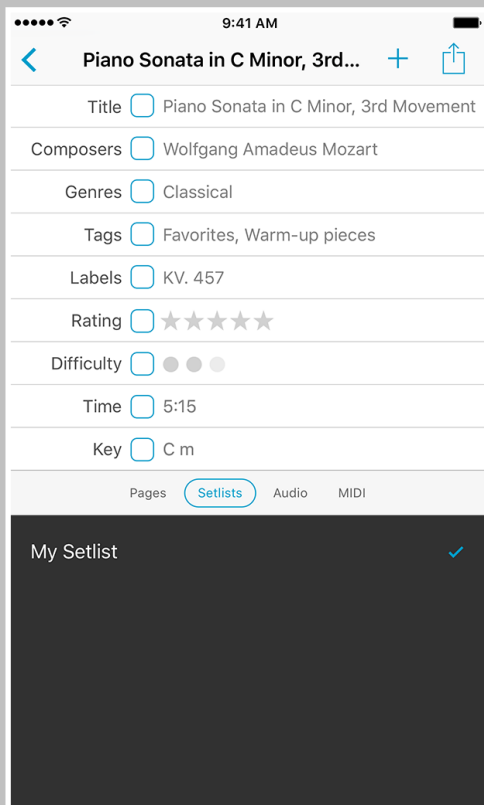 9:41 AM
Piano Sonata in C Minor, 3rd...
Title Piano Sonata in C Minor, 3rd Movement
Composers Wolfgang Amadeus Mozart
Genres Classical
Tags Favorites, Warm-up pieces
Labels KV. 457
Rating
Difficulty
Time 5:15
Key C m
Pages Setlists Audio MIDI
My Setlist